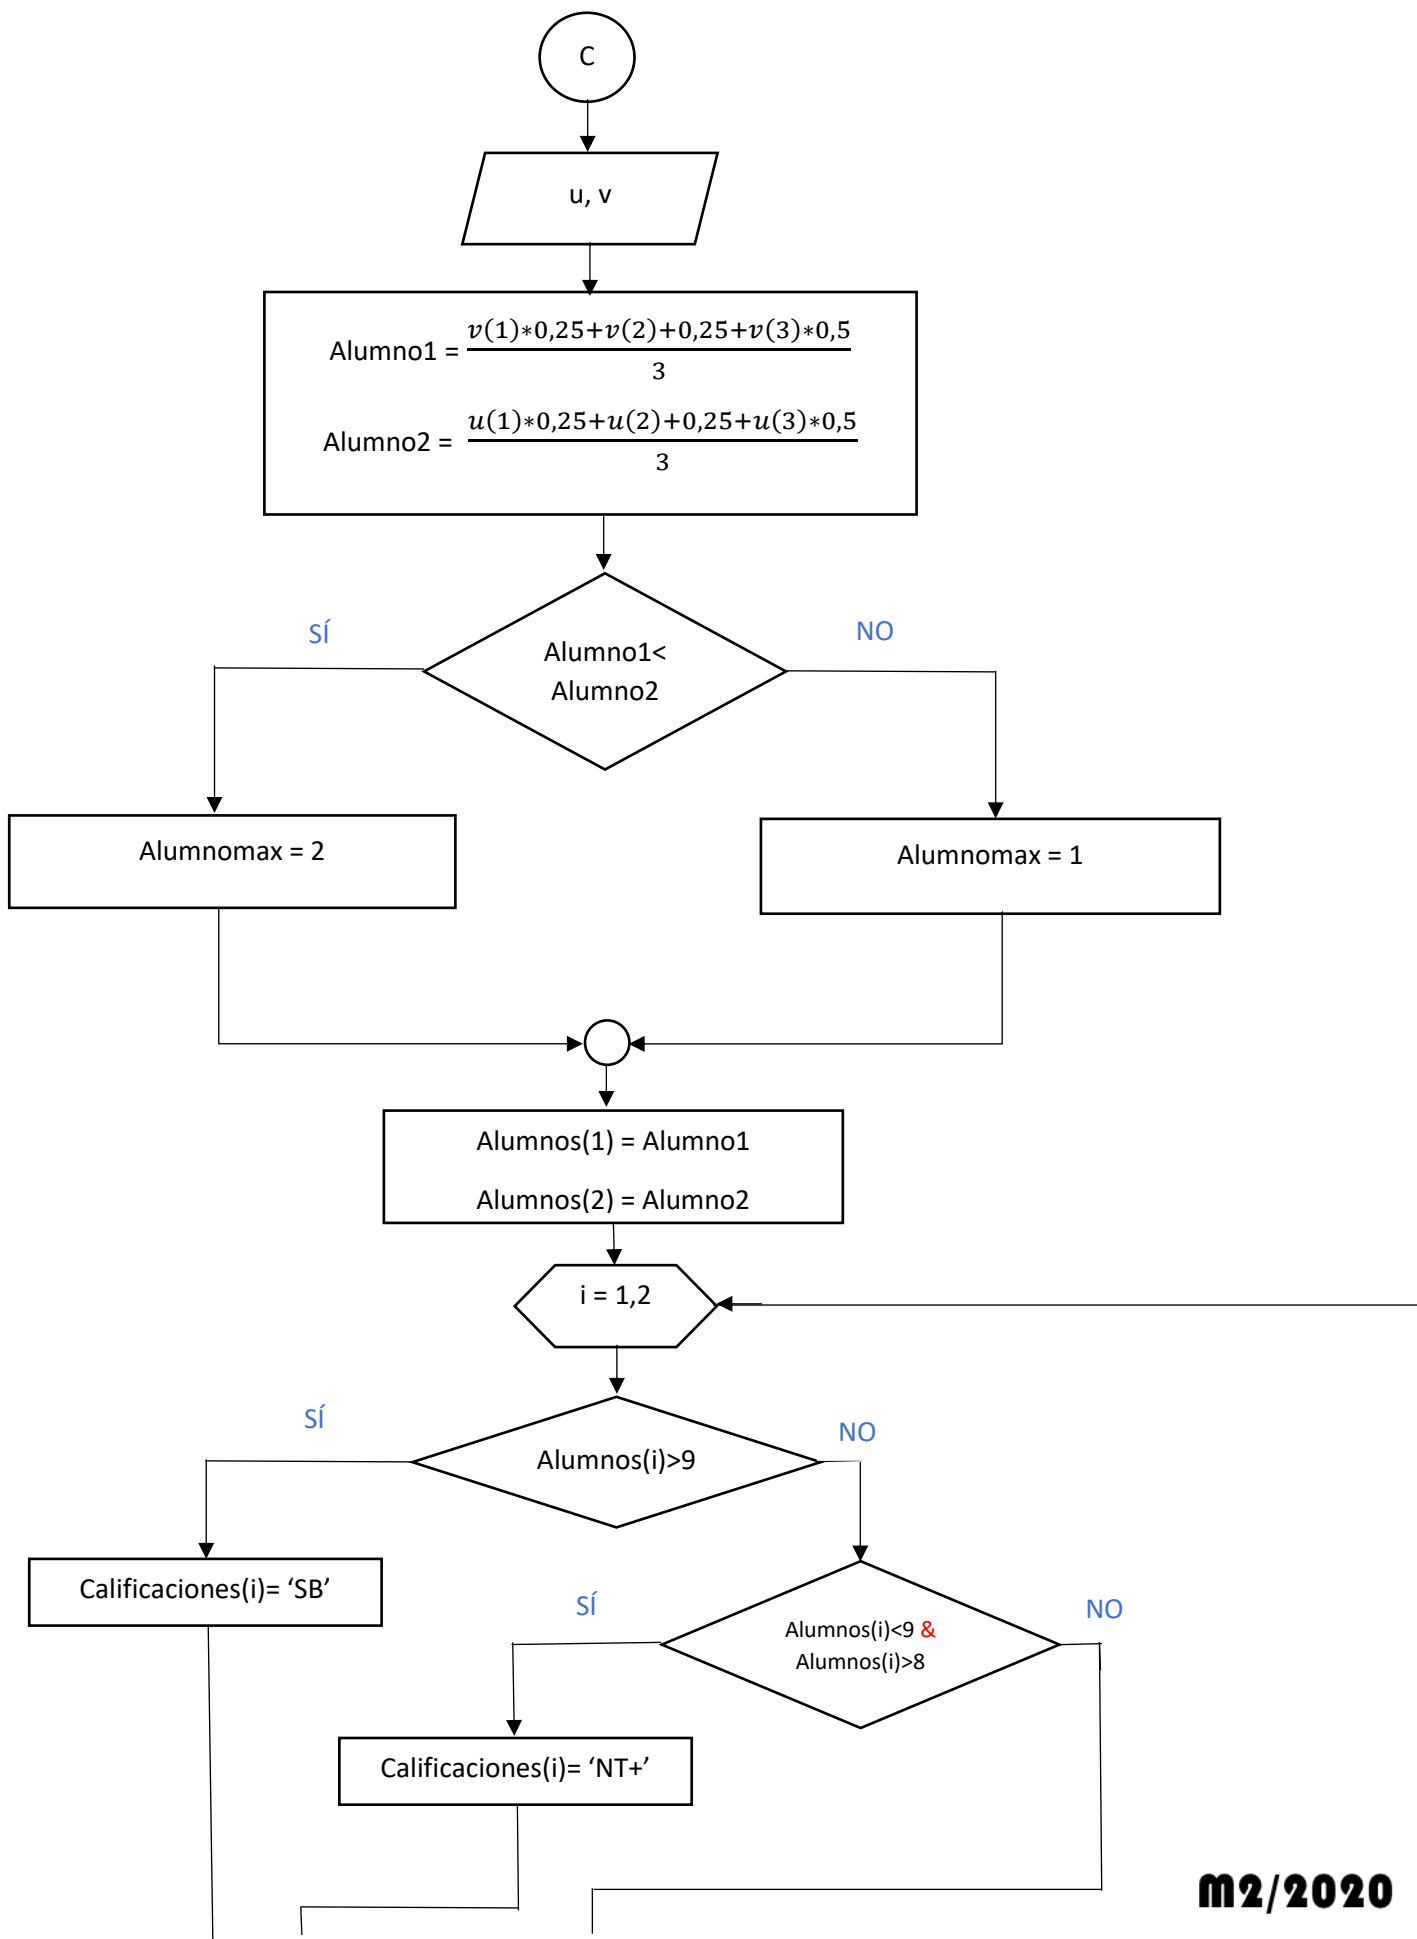 C
u, v
Alumno1 = v(1)*0,25+v(2)+0,25+v(3)*0,5
3
Alumno2 = u(1)*0,25+u(2)+0,25+u(3)*0,5
3
SÍ
NO
Alumno1<
Alumno2
Alumnomax = 2
Alumnomax = 1
Alumnos(1) = Alumno1
Alumnos(2) = Alumno2
i = 1,2
SÍ
NO
Alumnos(i)>9
Calificaciones(i)= ‘SB’
SÍ
NO
Alumnos(i)<9 &
Alumnos(i)>8
Calificaciones(i)= ‘NT+’
M2/2020